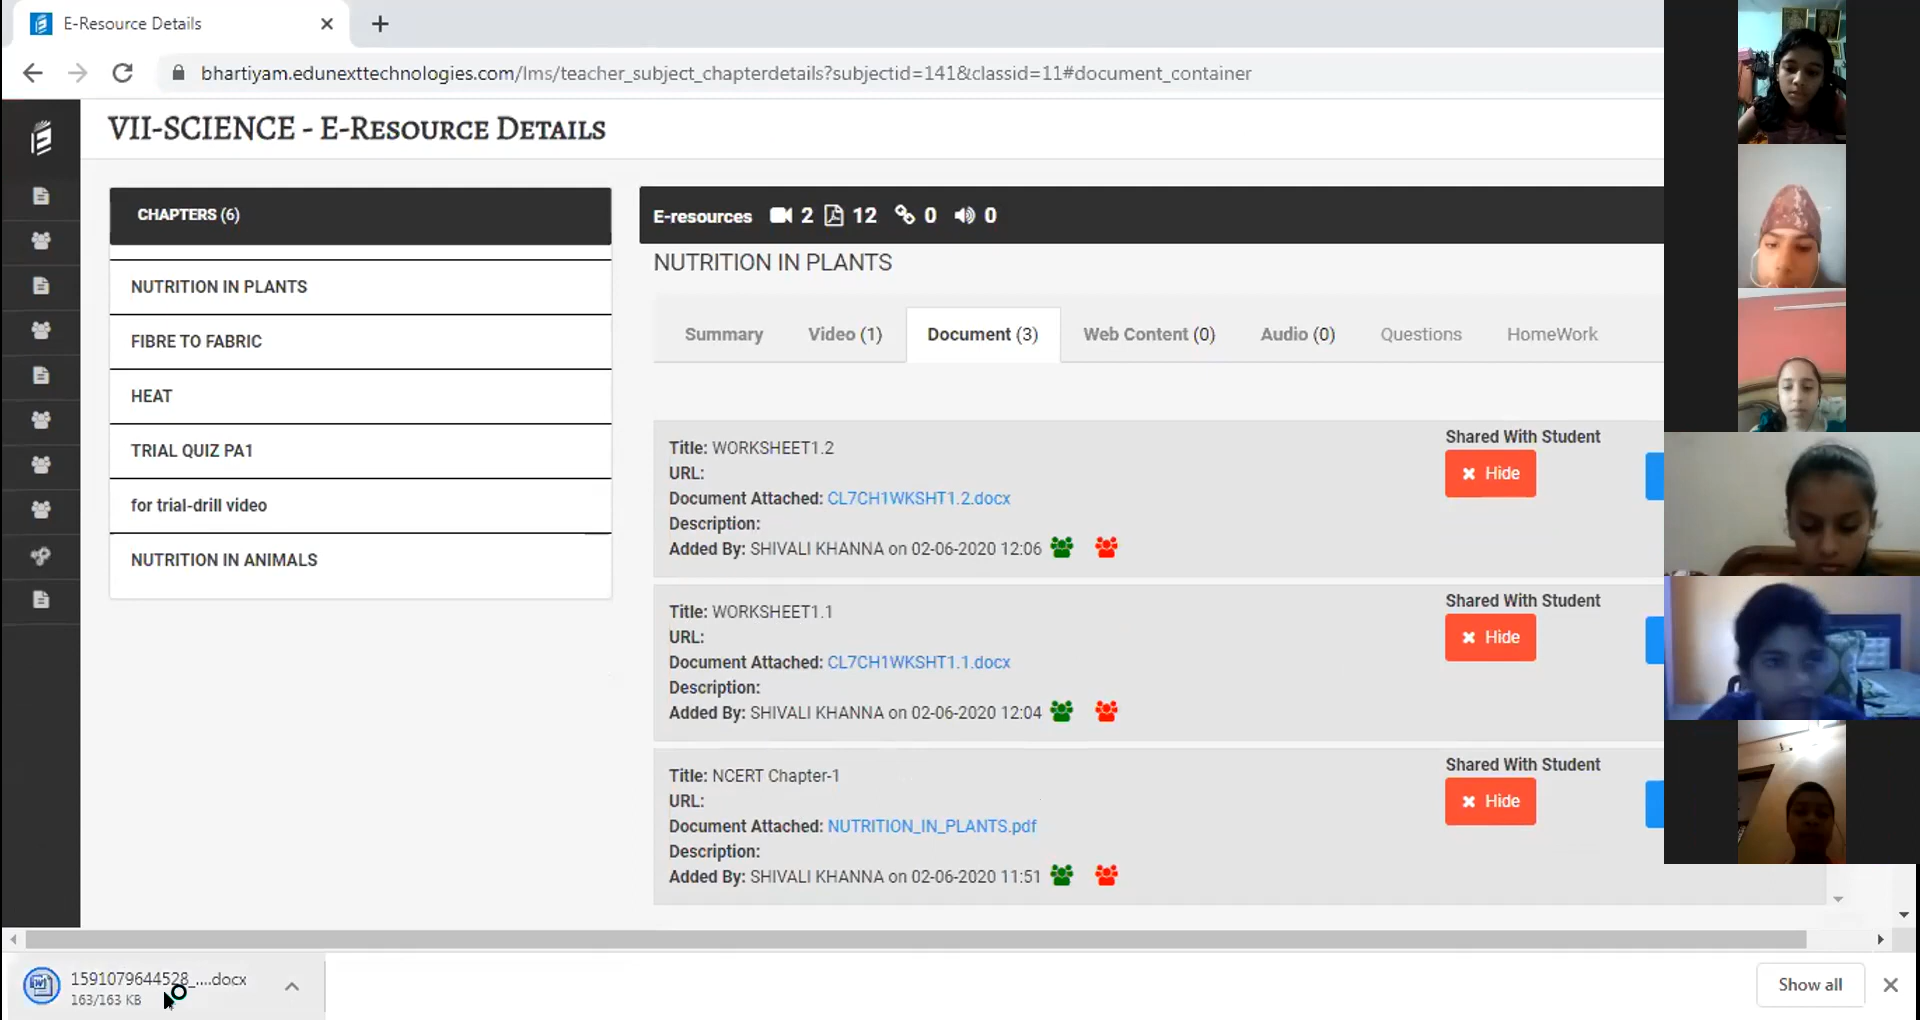 E-Resource Details
bhartiyam.edunexttechnologies.com/lms/teacher_subject_chapterdetails?subjectid=141&classid=11#document_container
VII-SCIENCE - E-Resource Details
CHAPTERS (6)
NUTRITION IN PLANTS
FIBRE TO FABRIC
HEAT
TRIAL QUIZ PA1
for trial-drill video
NUTRITION IN ANIMALS
E-resources 2 12 0 0
NUTRITION IN PLANTS
Summary Video (1) Document (3) Web Content (0) Audio (0) Questions HomeWork
Title: WORKSHEET1.2
URL:
Document Attached: CL7CH1WKSHT1.2.docx
Description:
Added By: SHIVALI KHANNA on 02-06-2020 12:06
Shared With Student
Hide
Title: WORKSHEET1.1
URL:
Document Attached: CL7CH1WKSHT1.1.docx
Description:
Added By: SHIVALI KHANNA on 02-06-2020 12:04
Shared With Student
Hide
Title: NCERT Chapter-1
URL:
Document Attached: NUTRITION_IN_PLANTS.pdf
Description:
Added By: SHIVALI KHANNA on 02-06-2020 11:51
Shared With Student
Hide
1591079644528_....docx
163/163 KB
Show all